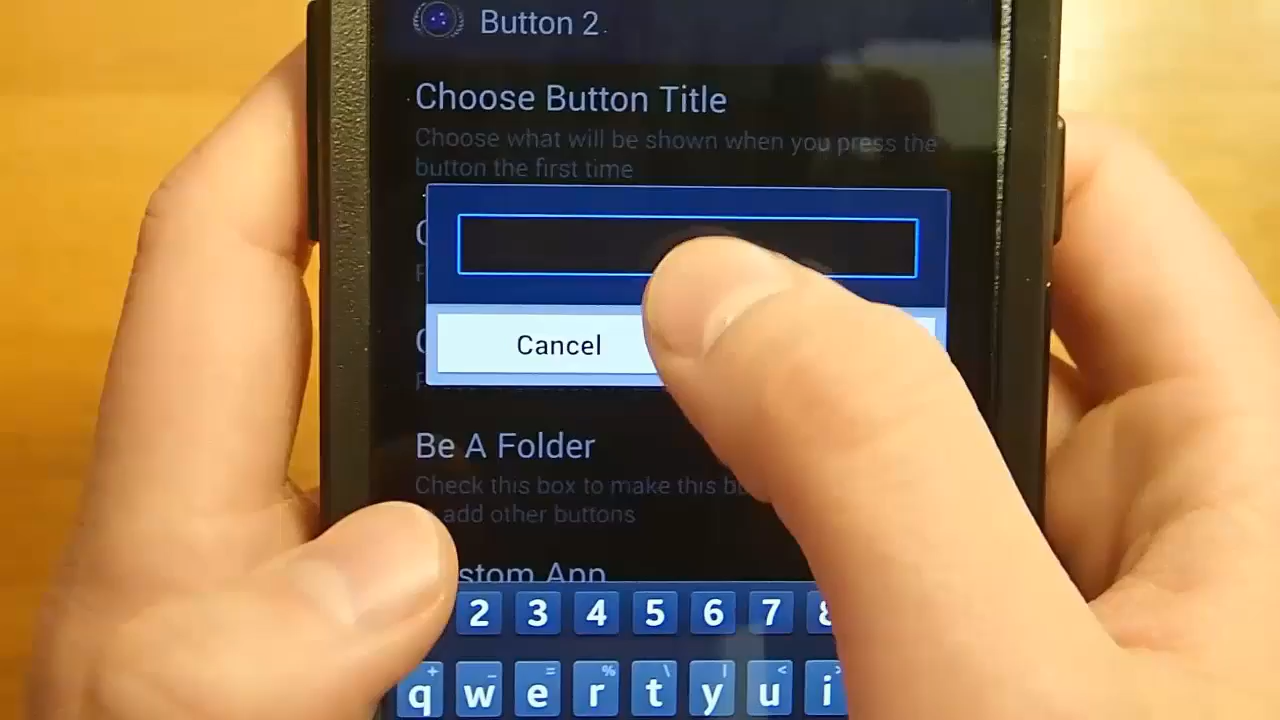 Button 2
Choose Button Title
Choose what will be shown when you press the
button the first time
Cancel
Be A Folder
Check this box to make this
add other buttons
App
2 3 4 5 6 7 8
+ _ = % \ | < >
q w e r t y u i